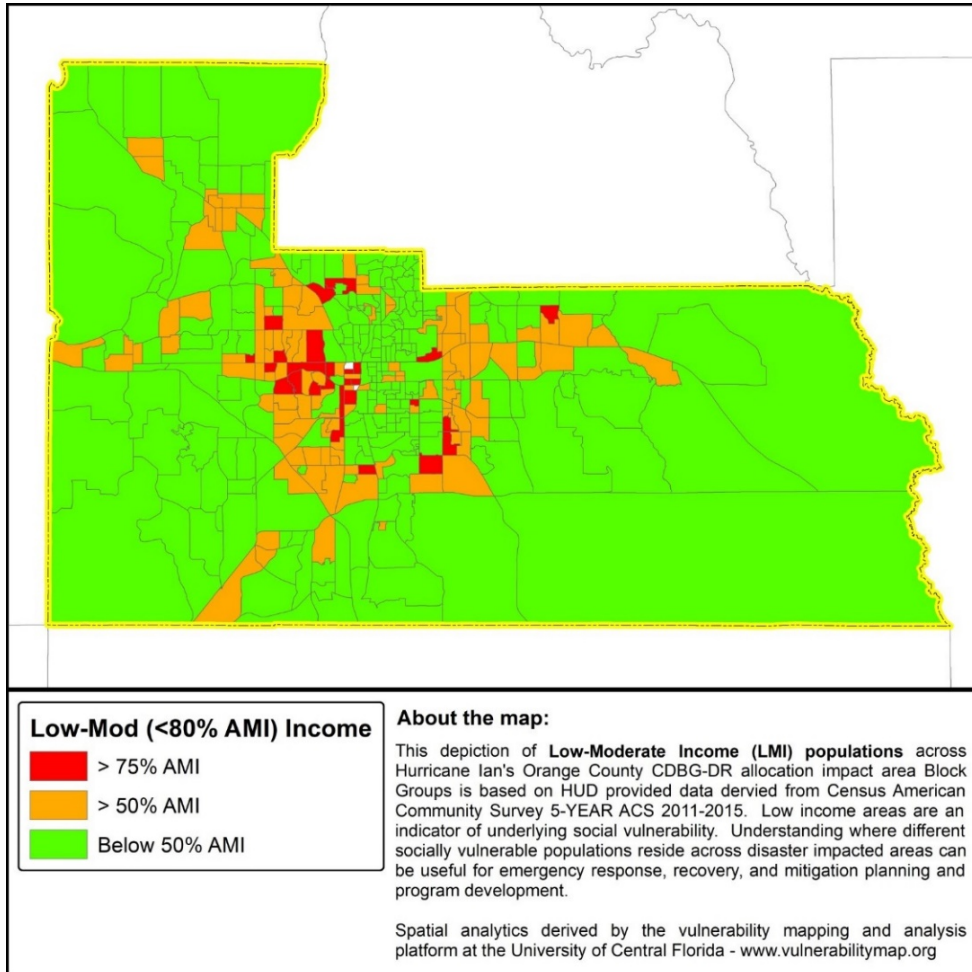 Low-Mod (<80% AMI) Income
> 75% AMI
> 50% AMI
Below 50% AMI
About the map:
This depiction of Low-Moderate Income (LMI) populations across
Hurricane Ian's Orange County CDBG-DR allocation impact area Block
Groups is based on HUD provided data dervied from Census American
Community Survey 5-YEAR ACS 2011-2015. Low income areas are an
indicator of underlying social vulnerability. Understanding where different
socially vulnerable populations reside across disaster impacted areas can
be useful for emergency response, recovery, and mitigation planning and
program development.
Spatial analytics derived by the vulnerability mapping and analysis
platform at the University of Central Florida - www.vulnerabilitymap.org